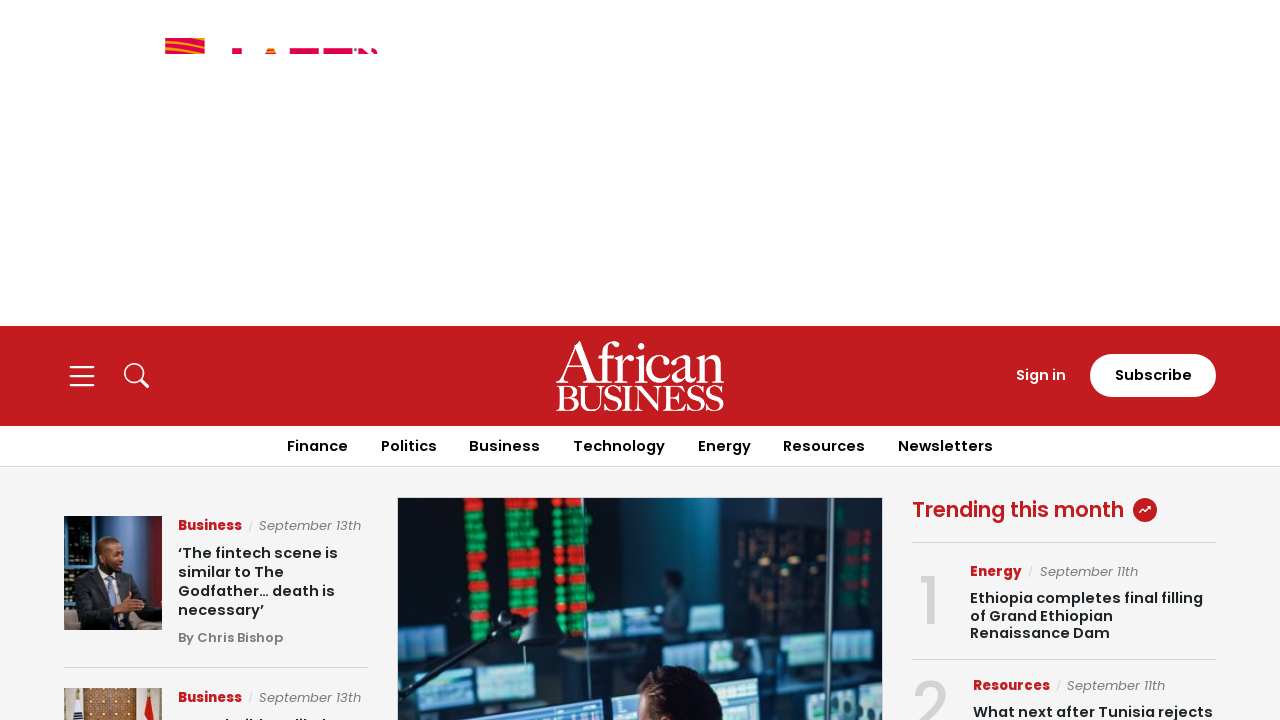 African
BUSINESS
Sign in
Subscribe
Finance
Politics
Business
Technology
Energy
Resources
Newsletters
Business / September 13th
‘The fintech scene is
similar to The
Godfather… death is
necessary’
By Chris Bishop
Business / September 13th
Trending this month
1
Energy / September 11th
Ethiopia completes final filling
of Grand Ethiopian
Renaissance Dam
2
Resources / September 11th
What next after Tunisia rejects